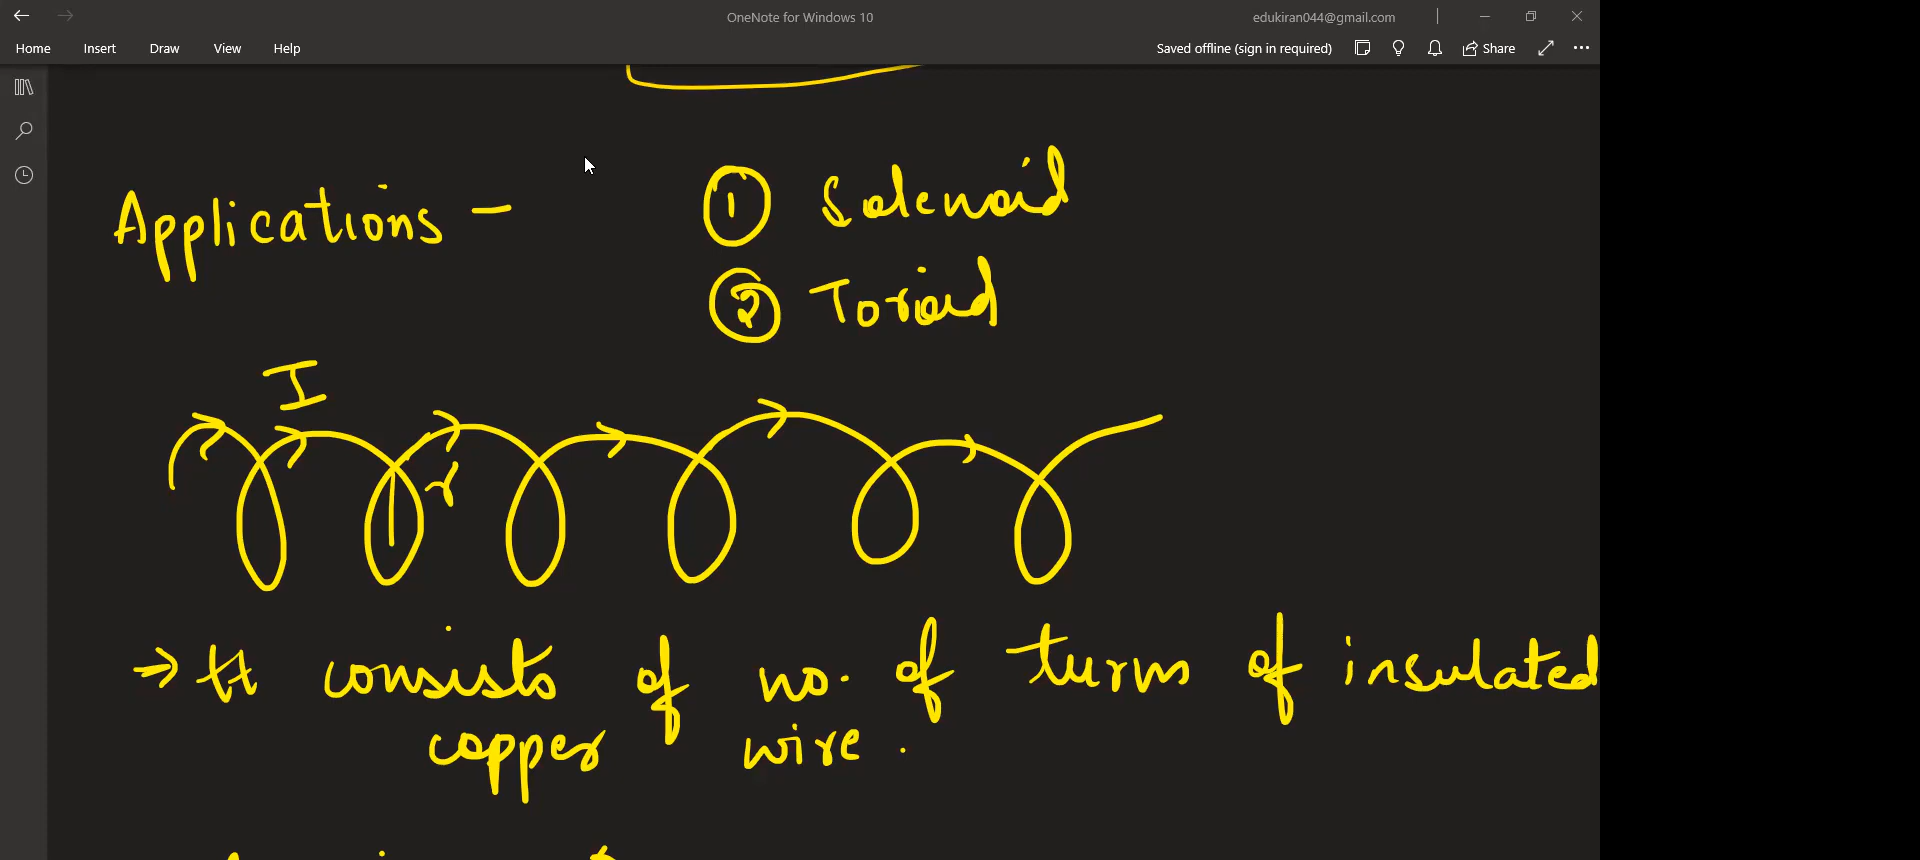 OneNote for Windows 10
edukiran044@gmail.com
Home Insert Draw View Help
Saved offline (sign in required) Share
Applications - ① Solenoid
② Torioid
I
r
→ It consists of no. of turns of insulated
copper wire.